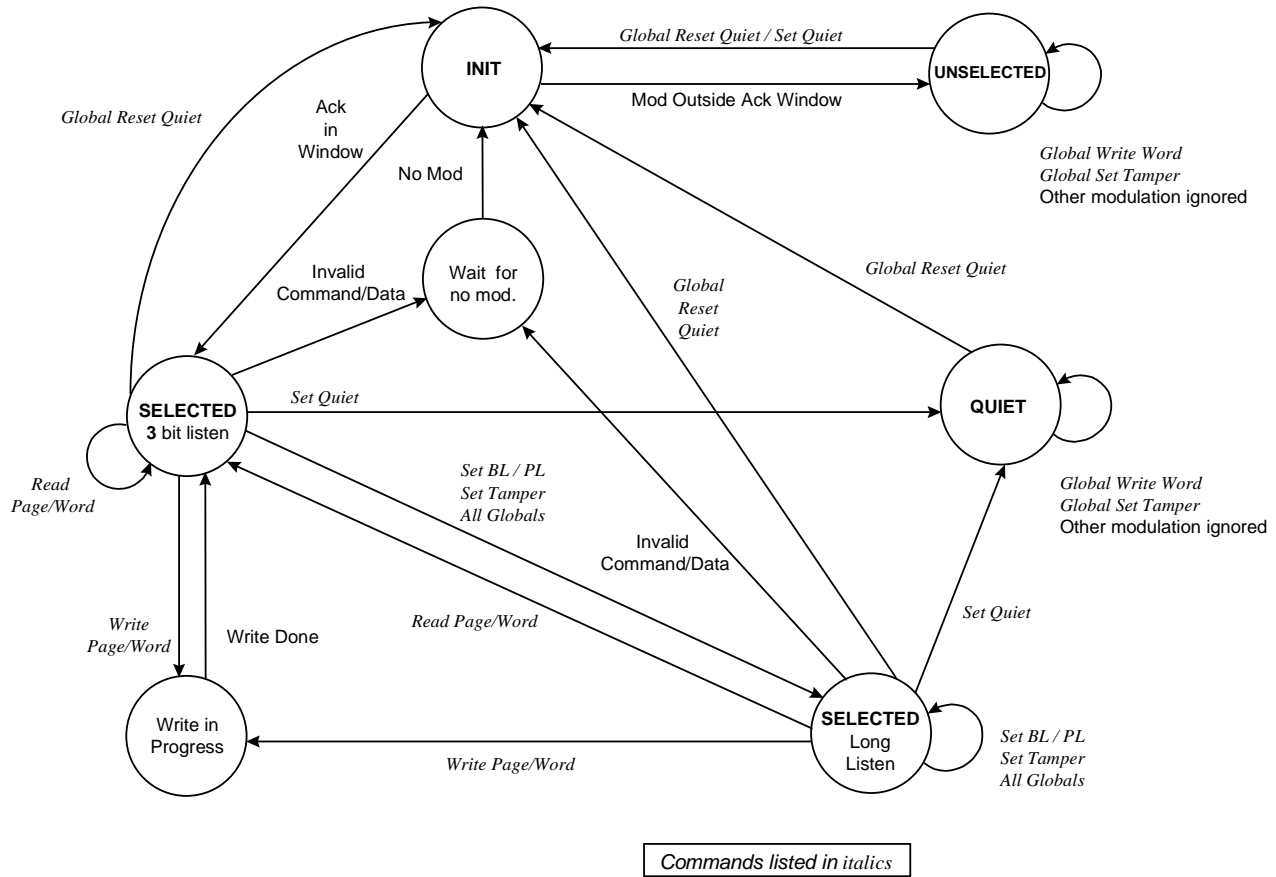 Global Reset Quiet / Set Quiet
INIT
UNSELECTED
Mod Outside Ack Window
Global Reset Quiet
Ack
in
Window
No Mod
Global Write Word
Global Set Tamper
Other modulation ignored
Invalid
Command/Data
Wait for
no mod.
Global
Reset
Quiet
Global Reset Quiet
SELECTED
3 bit listen
Set Quiet
QUIET
Read
Page/Word
Set BL / PL
Set Tamper
All Globals
Global Write Word
Global Set Tamper
Other modulation ignored
Invalid
Command/Data
Write
Page/Word
Write Done
Read Page/Word
Set Quiet
Write in
Progress
SELECTED
Long
Listen
Set BL / PL
Set Tamper
All Globals
Write Page/Word
Commands listed in italics